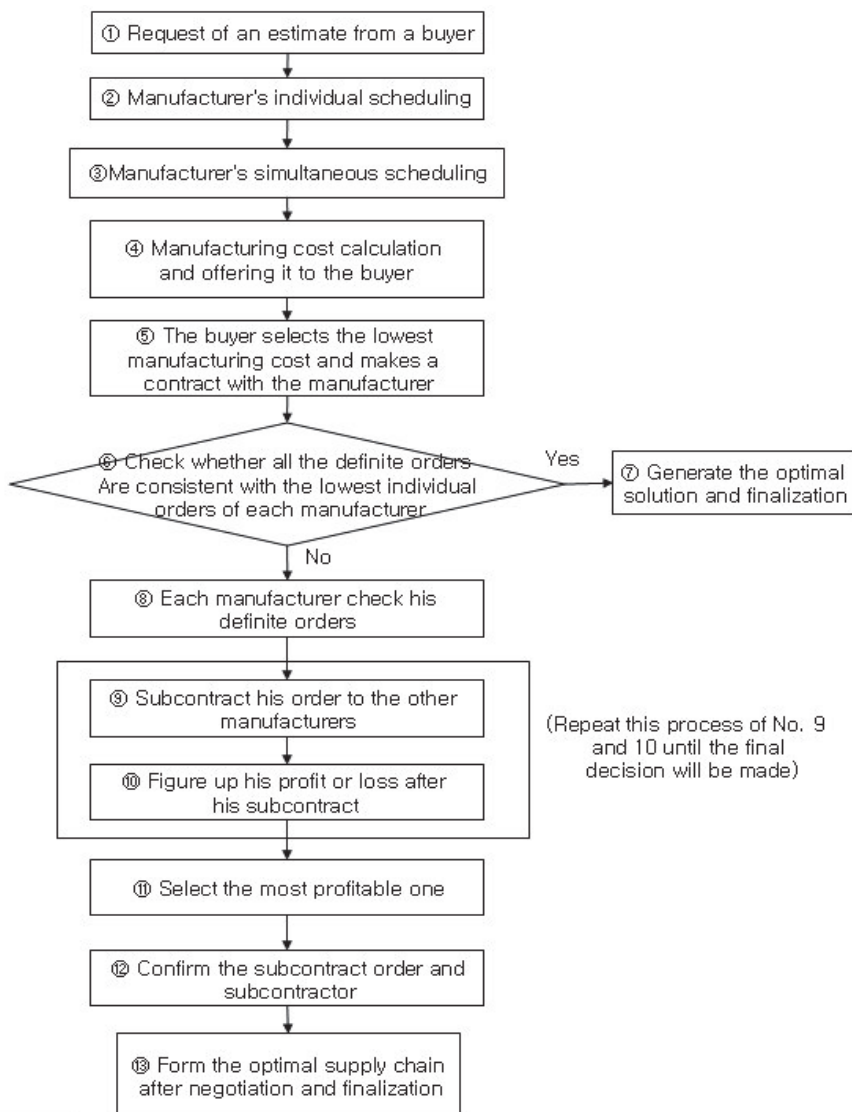 ① Request of an estimate from a buyer
② Manufacturer's individual scheduling
③Manufacturer's simultaneous scheduling
④ Manufacturing cost calculation
and offering it to the buyer
⑤ The buyer selects the lowest
manufacturing cost and makes a
contract with the manufacturer
⑥ Check whether all the definite orders
Are consistent with the lowest individual
orders of each manufacturer
Yes
⑦ Generate the optimal
solution and finalization
No
⑧ Each manufacturer check his
definite orders
⑨ Subcontract his order to the other
manufacturers
⑩ Figure up his profit or loss after
his subcontract
(Repeat this process of No. 9
and 10 until the final
decision will be made)
⑪ Select the most profitable one
⑫ Confirm the subcontract order and
subcontractor
⑬ Form the optimal supply chain
after negotiation and finalization